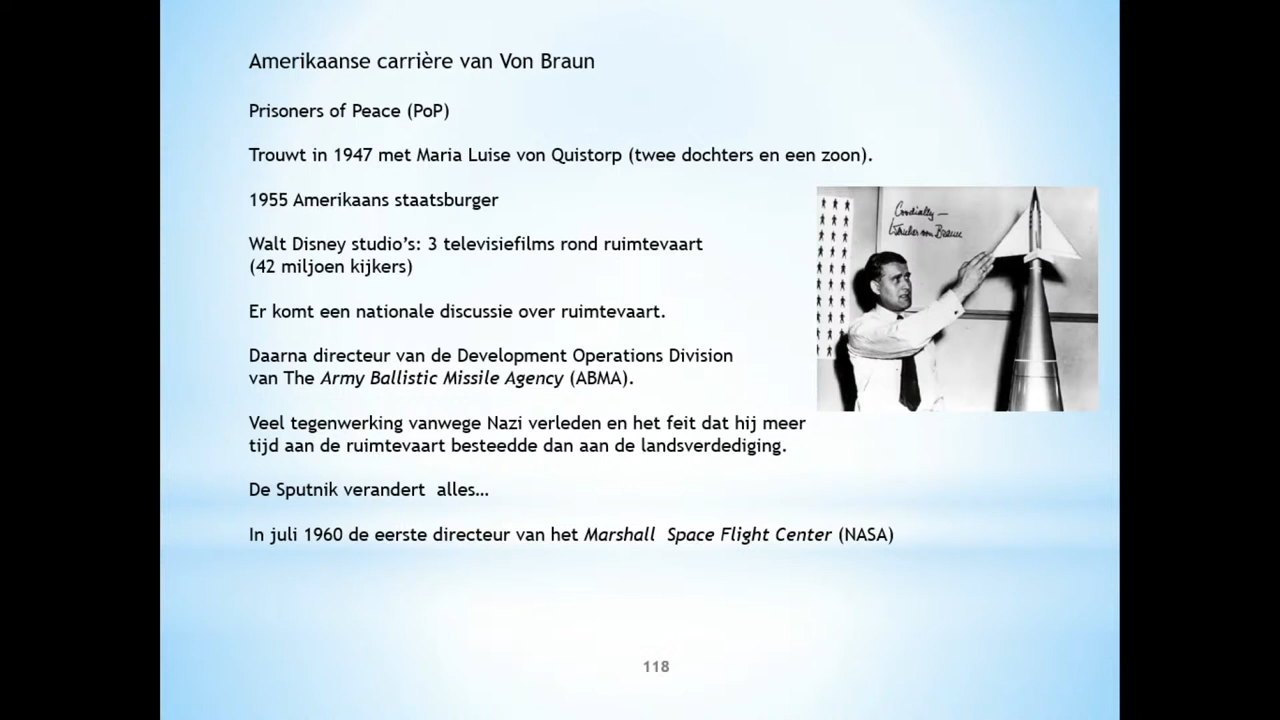 Amerikaanse carrière van Von Braun
Prisoners of Peace (PoP)
Trouwt in 1947 met Maria Luise von Quistorp (twee dochters en een zoon).
1955 Amerikaans staatsburger
Walt Disney studio’s: 3 televisiefilms rond ruimtevaart
(42 miljoen kijkers)
Er komt een nationale discussie over ruimtevaart.
Daarna directeur van de Development Operations Division
van The Army Ballistic Missile Agency (ABMA).
Veel tegenwerking vanwege Nazi verleden en het feit dat hij meer
tijd aan de ruimtevaart besteedde dan aan de landsverdediging.
De Sputnik verandert  alles…
In juli 1960 de eerste directeur van het Marshall  Space Flight Center (NASA)
Cordially —
Wernher von Braun
118